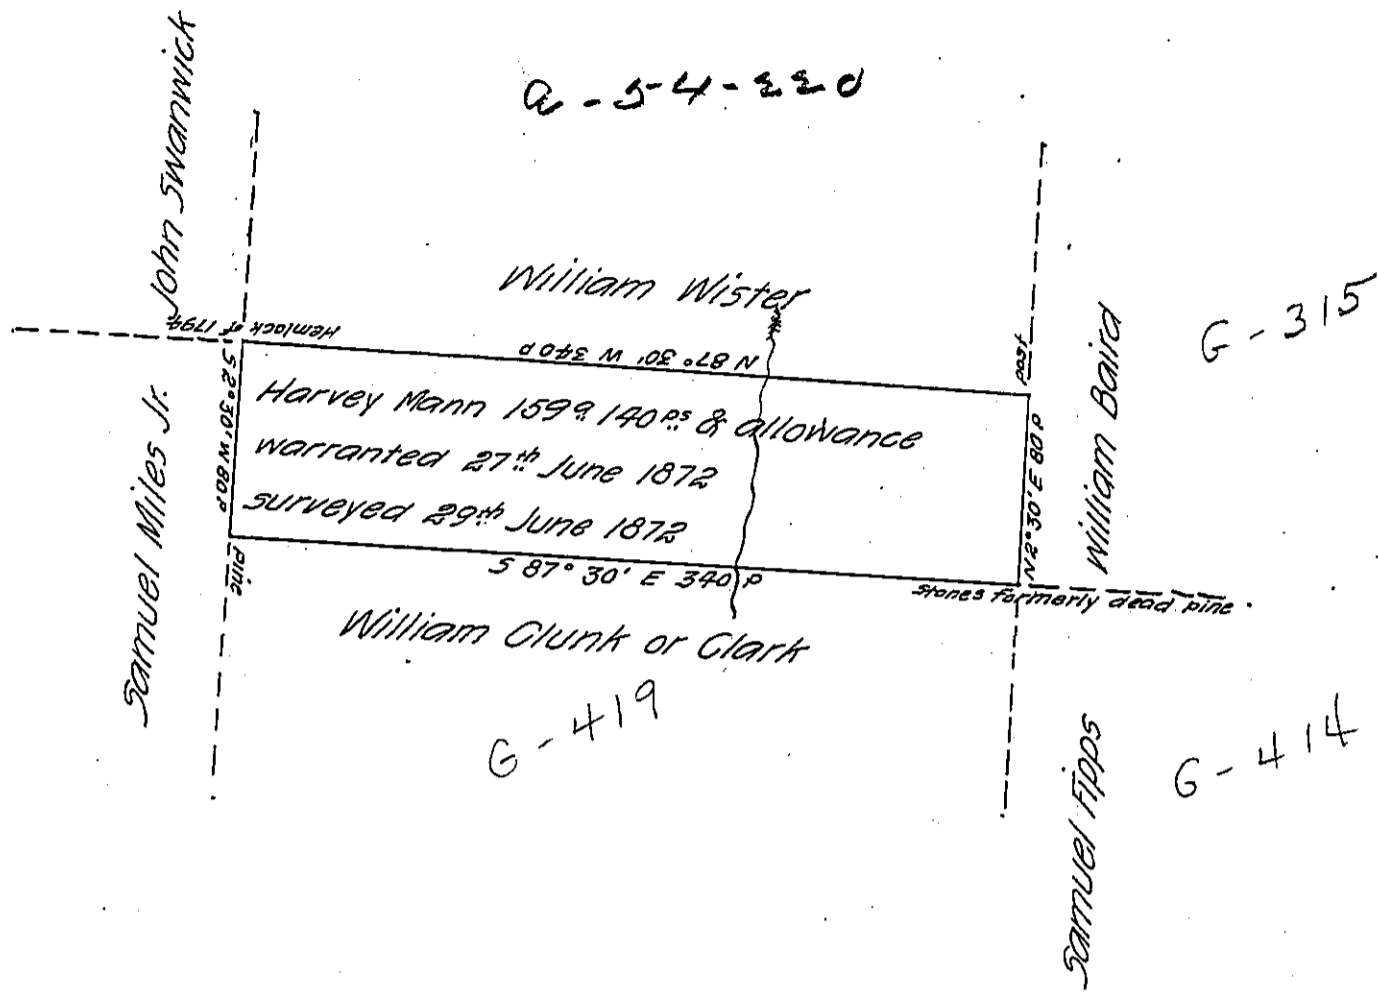 a-54-220
John Swanwick
William Wister
G-315
Hemlock of 1794
N 87° 30' W 340 P
post
William Baird
Samuel Miles Jr.
S 2° 30' W 80 P
Harvey Mann 159a 140ps & allowance
warranted 27th June 1872
surveyed 29th June 1872
N 2° 30' E 80 P
pine
S 87° 30' E 340 P
Stones formerly dead pine
William Clunk or Clark
G-419
Samuel Fipps
G-414